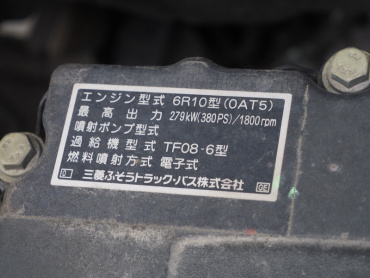 エンジン型式 6R10型(0AT5)
最高出力 279kW(380PS)/1800rpm
噴射ポンプ型式
過給機型式 TF08-6型
燃料噴射方式 電子式
三菱ふそうトラック・バス株式会社 GE